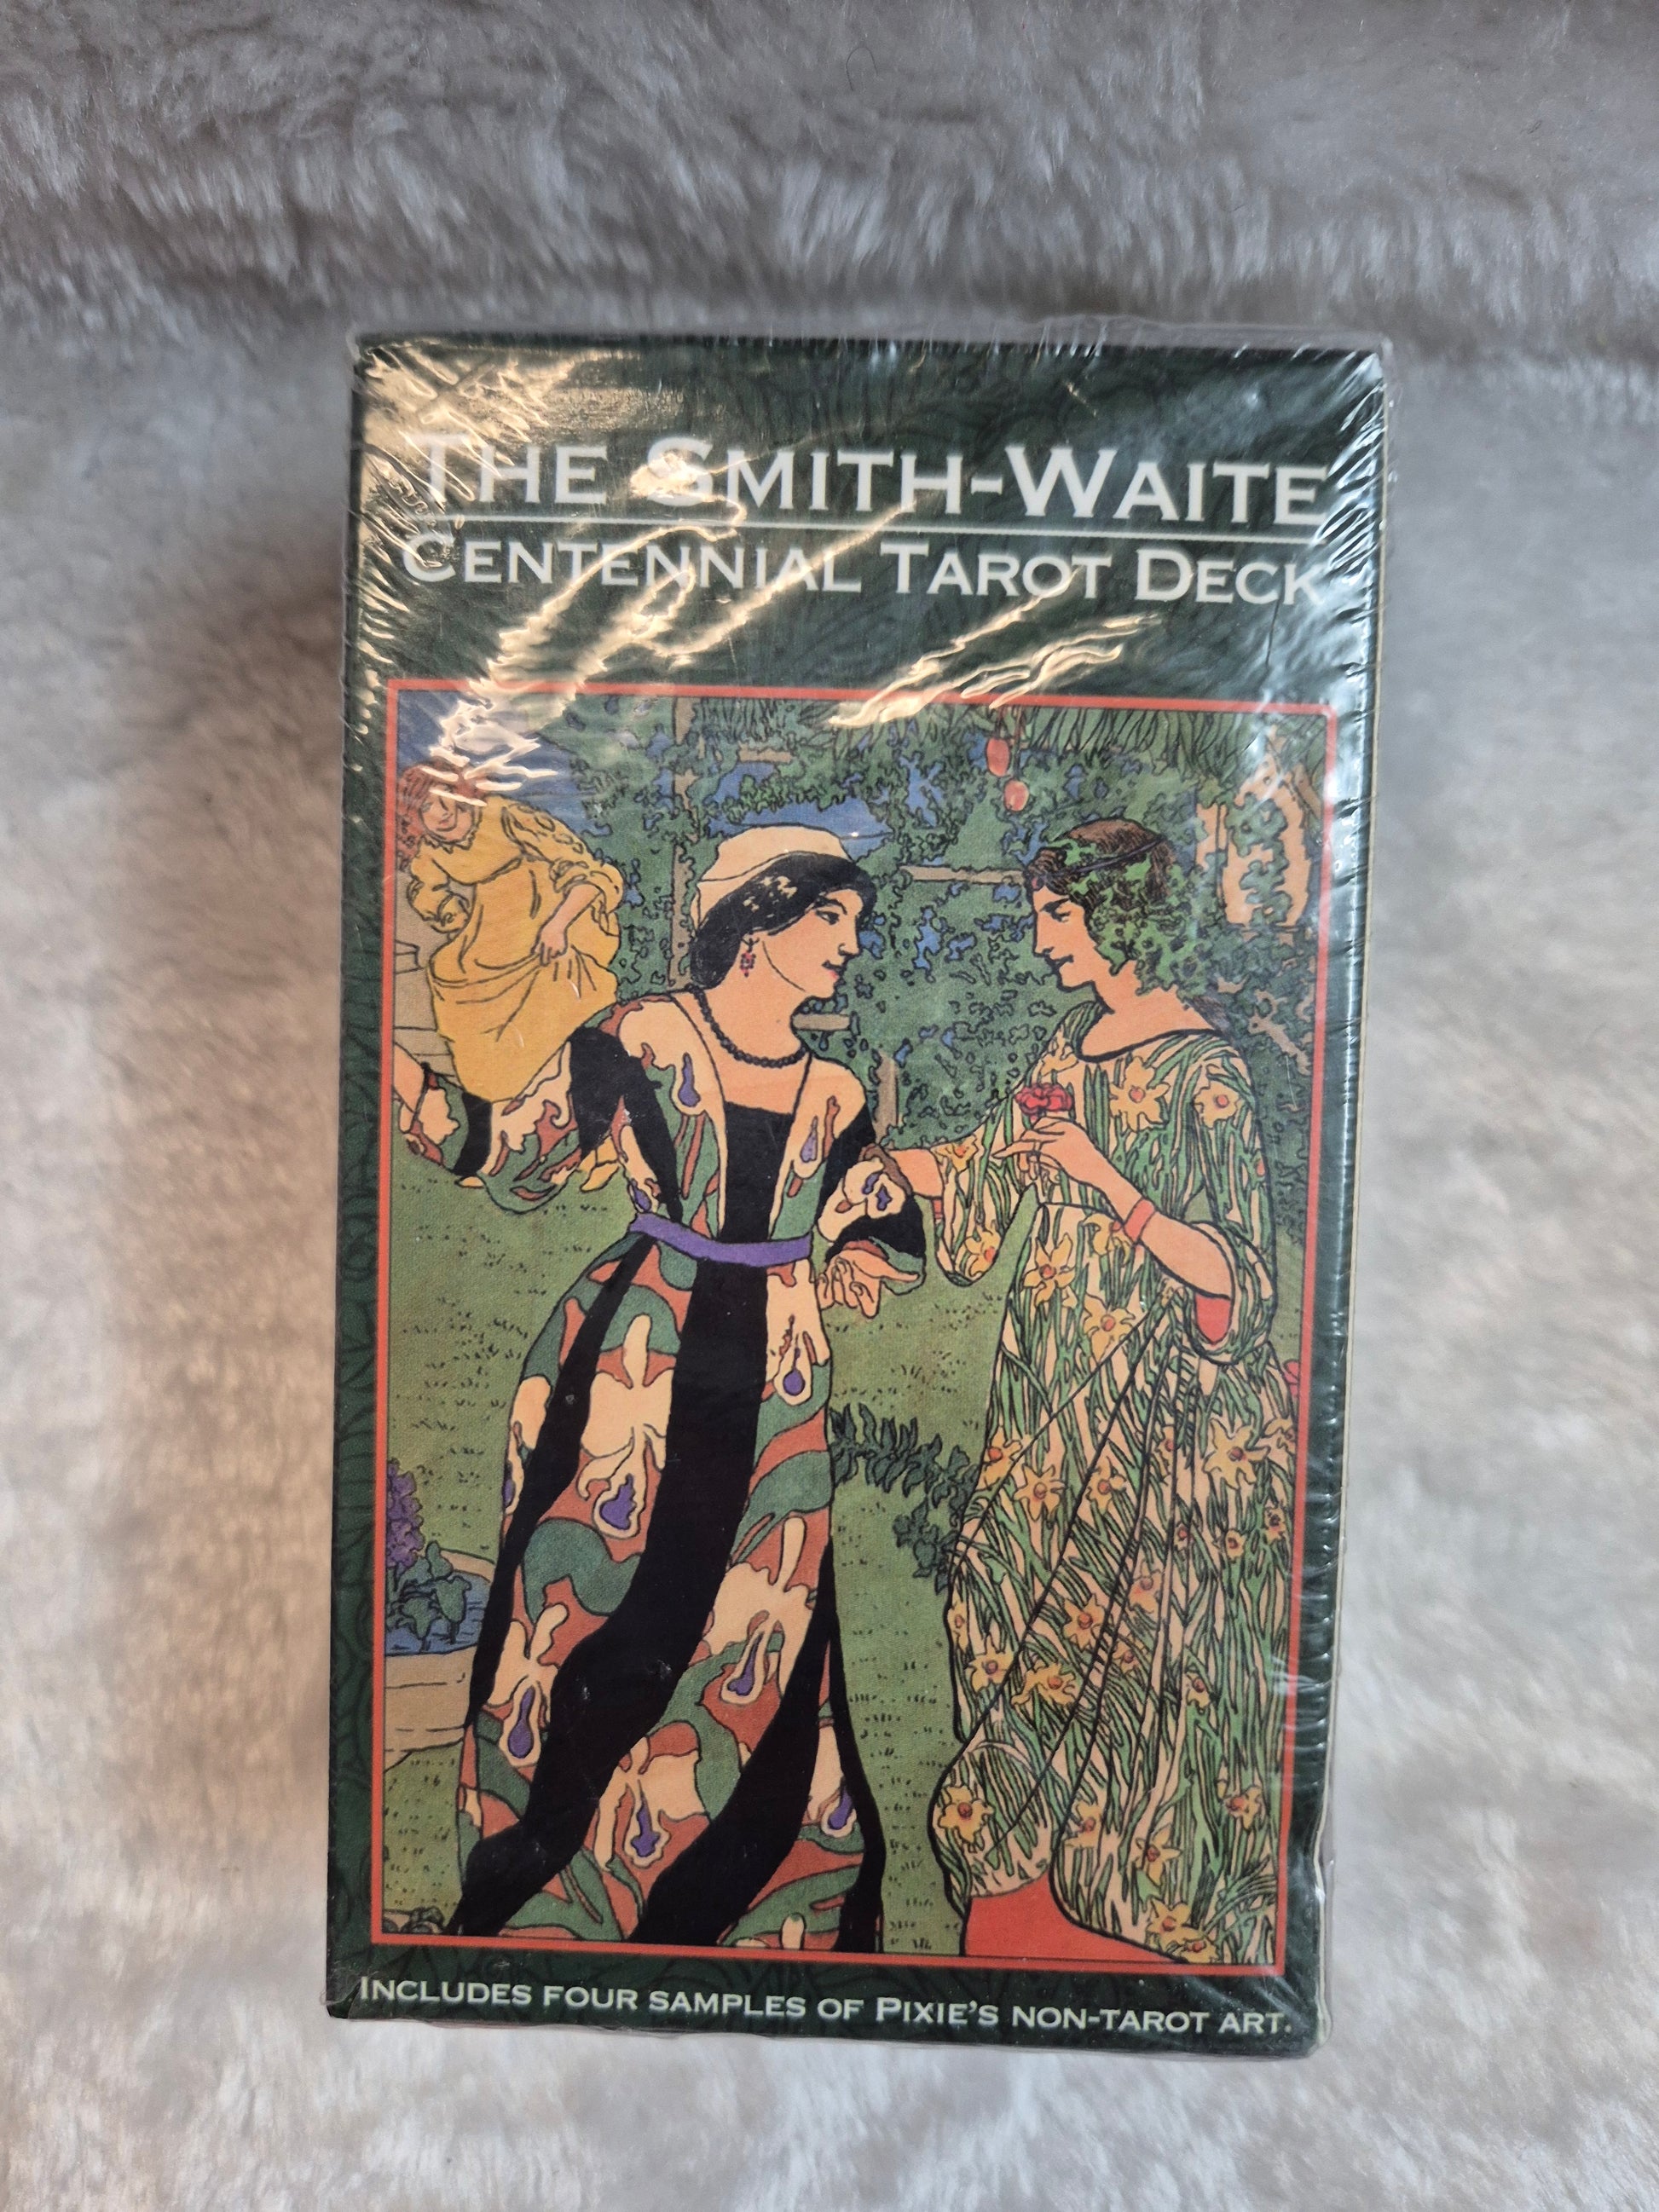 THE SMITH-WAITE
CENTENNIAL TAROT DECK
INCLUDES FOUR SAMPLES OF PIXIE'S NON-TAROT ART.